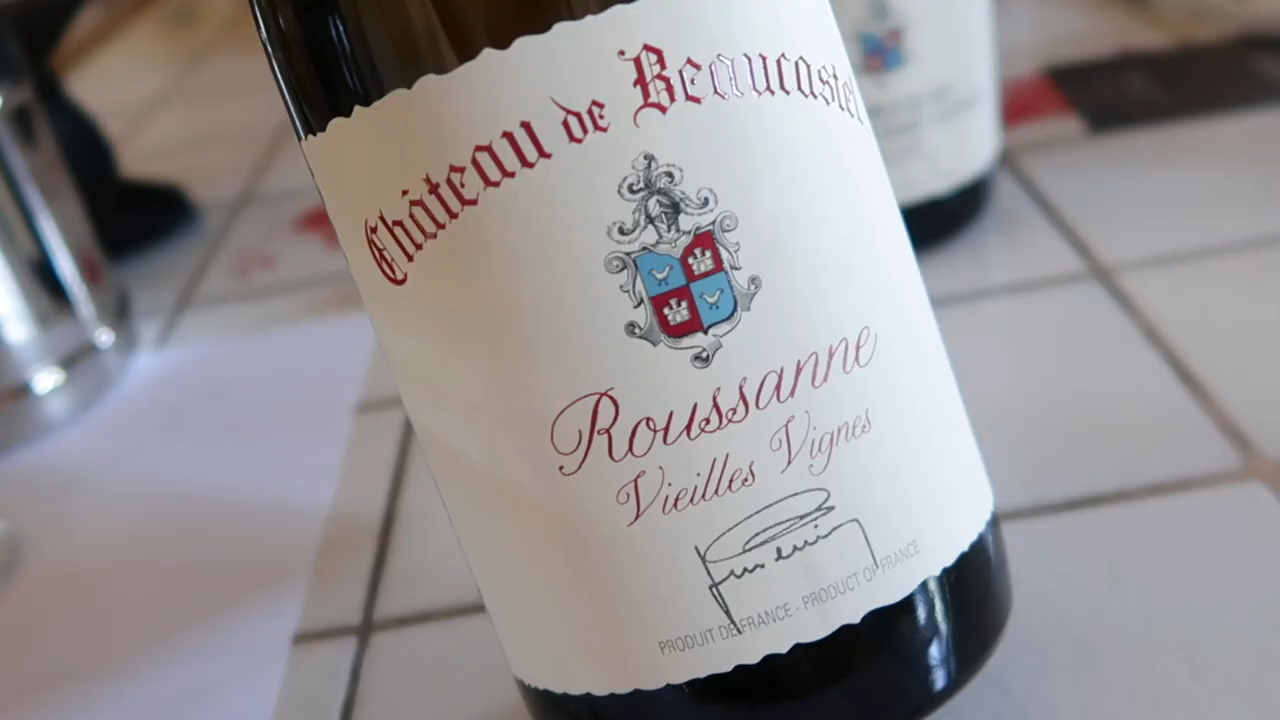 Château de Beaucastel
Roussanne
Vieilles Vignes
PRODUIT DE FRANCE - PRODUCT OF FRANCE